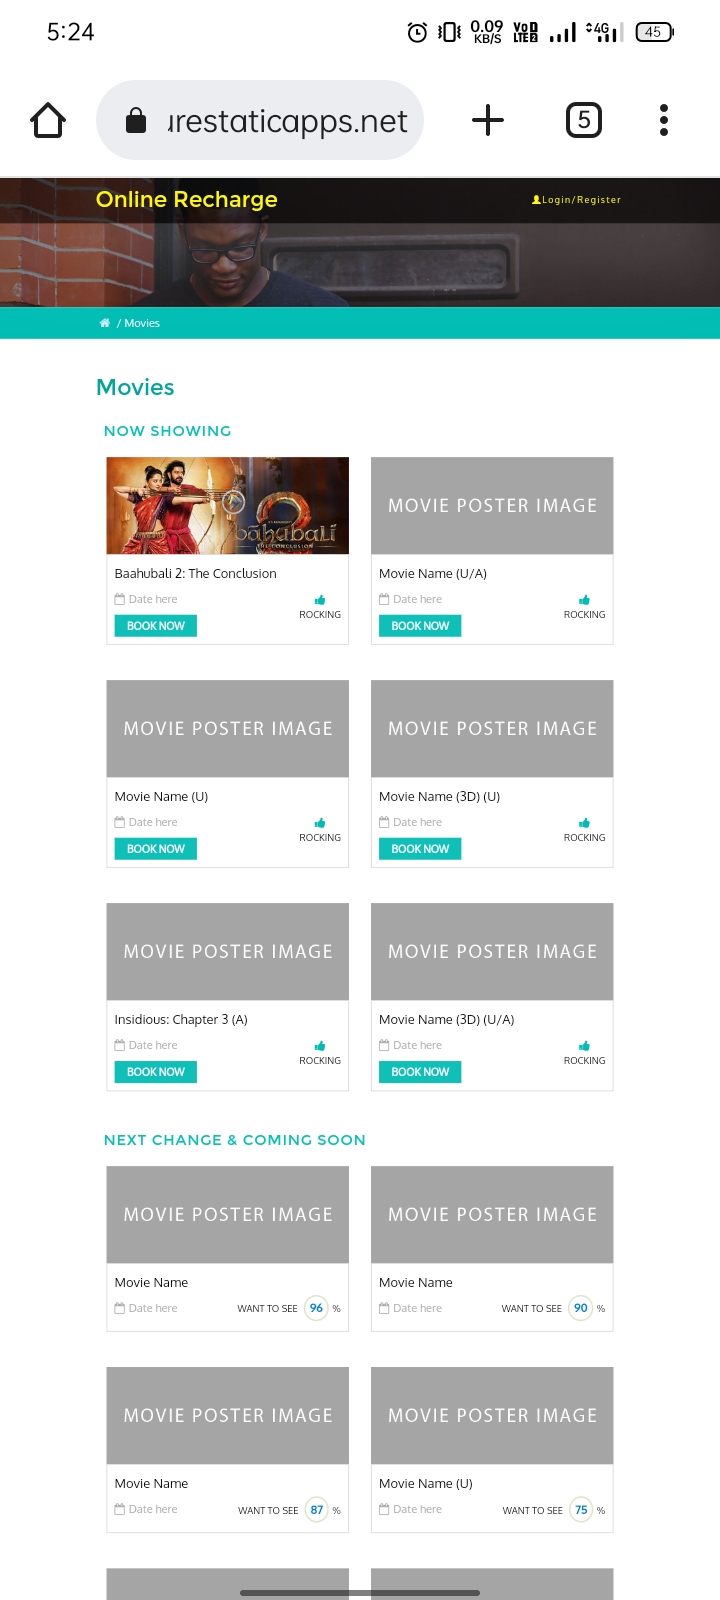 5:24
0.09 KB/S
VoD LTE2
4G
45
urestaticapps.net
5
Online Recharge
Login/Register
/ Movies
Movies
NOW SHOWING
bāhubali 2
THE CONCLUSION
MOVIE POSTER IMAGE
Baahubali 2: The Conclusion
Movie Name (U/A)
Date here
ROCKING
BOOK NOW
Date here
ROCKING
BOOK NOW
MOVIE POSTER IMAGE
MOVIE POSTER IMAGE
Movie Name (U)
Movie Name (3D) (U)
Date here
ROCKING
BOOK NOW
Date here
ROCKING
BOOK NOW
MOVIE POSTER IMAGE
MOVIE POSTER IMAGE
Insidious: Chapter 3 (A)
Movie Name (3D) (U/A)
Date here
ROCKING
BOOK NOW
Date here
ROCKING
BOOK NOW
NEXT CHANGE & COMING SOON
MOVIE POSTER IMAGE
MOVIE POSTER IMAGE
Movie Name
Movie Name
Date here
WANT TO SEE 96 %
Date here
WANT TO SEE 90 %
MOVIE POSTER IMAGE
MOVIE POSTER IMAGE
Movie Name
Movie Name (U)
Date here
WANT TO SEE 87 %
Date here
WANT TO SEE 75 %